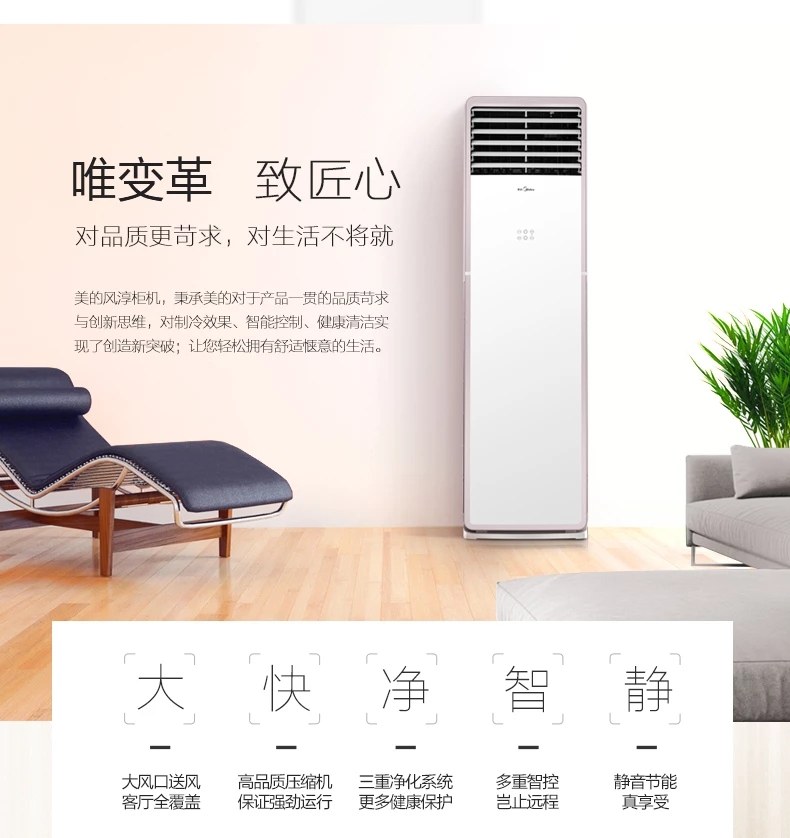 唯变革 致匠心
对品质更苛求，对生活不将就
美的风淳柜机，秉承美的对于产品一贯的品质苛求
与创新思维，对制冷效果、智能控制、健康清洁实
现了创造新突破；让您轻松拥有舒适惬意的生活。
美的 Midea
大 快 净 智 静
大风口送风
客厅全覆盖
高品质压缩机
保证强劲运行
三重净化系统
更多健康保护
多重智控
岂止远程
静音节能
真享受